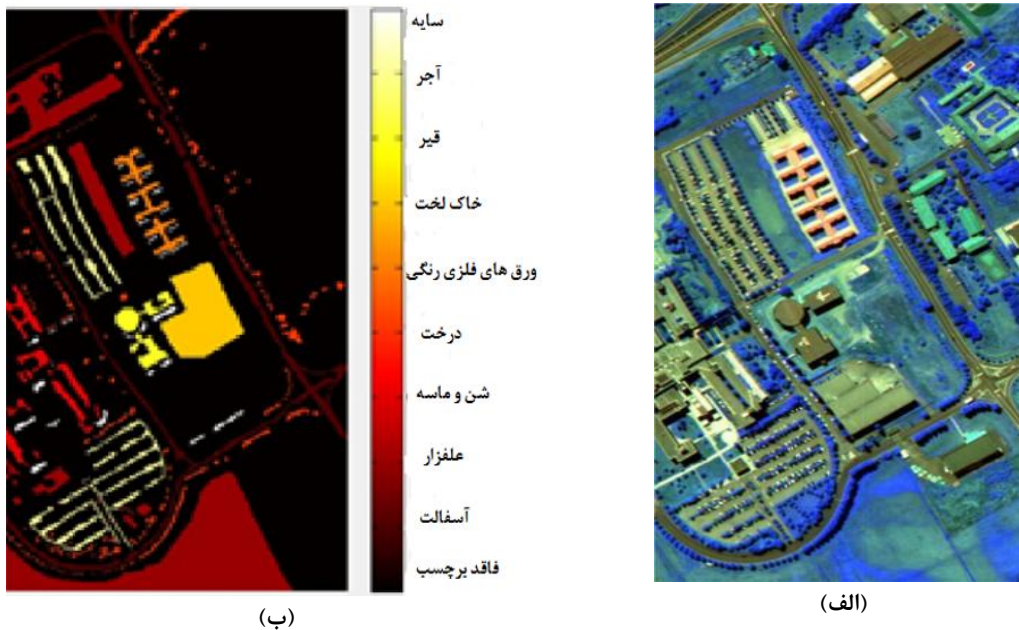 سایه
آجر
قیر
خاک لخت
ورق های فلزی رنگی
درخت
شن و ماسه
علفزار
آسفالت
فاقد برچسب
(الف)
(ب)